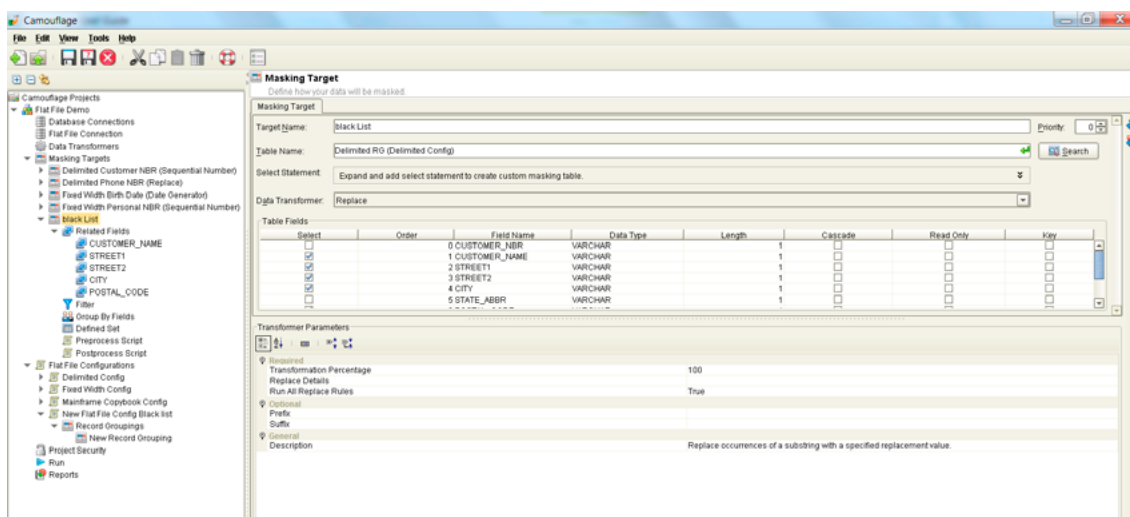 Camouflage
File Edit View Tools Help
Camouflage Projects
Flat File Demo
Database Connections
Flat File Connection
Data Transformers
Masking Targets
Delimited Customer NBR (Sequential Number)
Delimited Phone NBR (Replace)
Fixed Width Birth Date (Date Generator)
Fixed Width Personal NBR (Sequential Number)
black List
Related Fields
CUSTOMER_NAME
STREET1
STREET2
CITY
POSTAL_CODE
Filter
Group By Fields
Defined Set
Preprocess Script
Postprocess Script
Flat File Configurations
Delimited Config
Fixed Width Config
Mainframe Copybook Config
New Flat File Config Black list
Record Groupings
New Record Grouping
Project Security
Run
Reports
Masking Target
Define how your data will be masked.
Masking Target
Target Name: black List Priority: 0
Table Name: Delimited RG (Delimited Config) Search
Select Statement Expand and add select statement to create custom masking table.
Data Transformer: Replace
Table Fields
Select Order Field Name Data Type Length Cascade Read Only Key
0 CUSTOMER_NBR VARCHAR 1
1 CUSTOMER_NAME VARCHAR 1
2 STREET1 VARCHAR 1
3 STREET2 VARCHAR 1
4 CITY VARCHAR 1
5 STATE_ABBR VARCHAR 1
Transformer Parameters
Required
Transformation Percentage 100
Replace Details
Run All Replace Rules True
Optional
Prefix
Suffix
General
Description Replace occurrences of a substring with a specified replacement value.